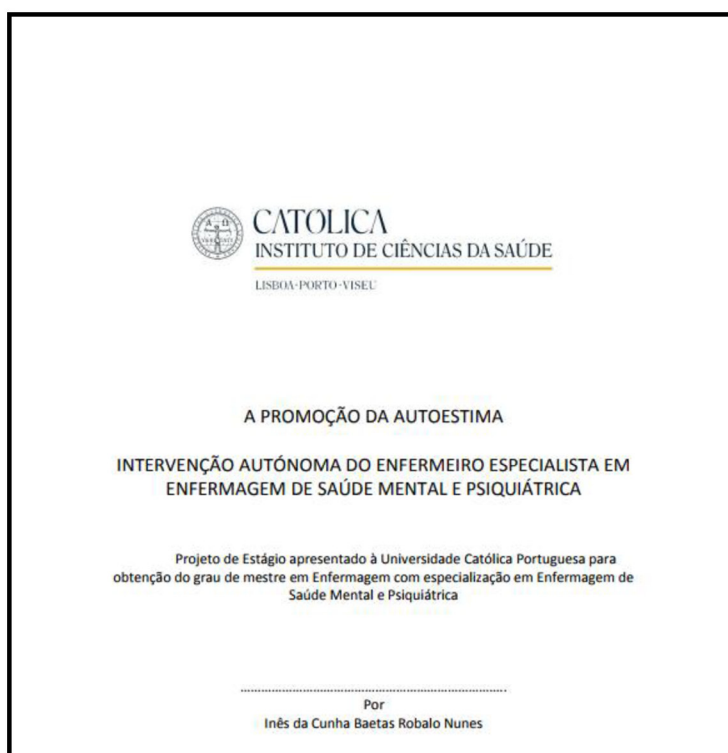 CATÓLICA
INSTITUTO DE CIÊNCIAS DA SAÚDE
LISBOA-PORTO-VISEU
A PROMOÇÃO DA AUTOESTIMA
INTERVENÇÃO AUTÓNOMA DO ENFERMEIRO ESPECIALISTA EM
ENFERMAGEM DE SAÚDE MENTAL E PSIQUIÁTRICA
Projeto de Estágio apresentado à Universidade Católica Portuguesa para
obtenção do grau de mestre em Enfermagem com especialização em Enfermagem de
Saúde Mental e Psiquiátrica
Por
Inês da Cunha Baetas Robalo Nunes